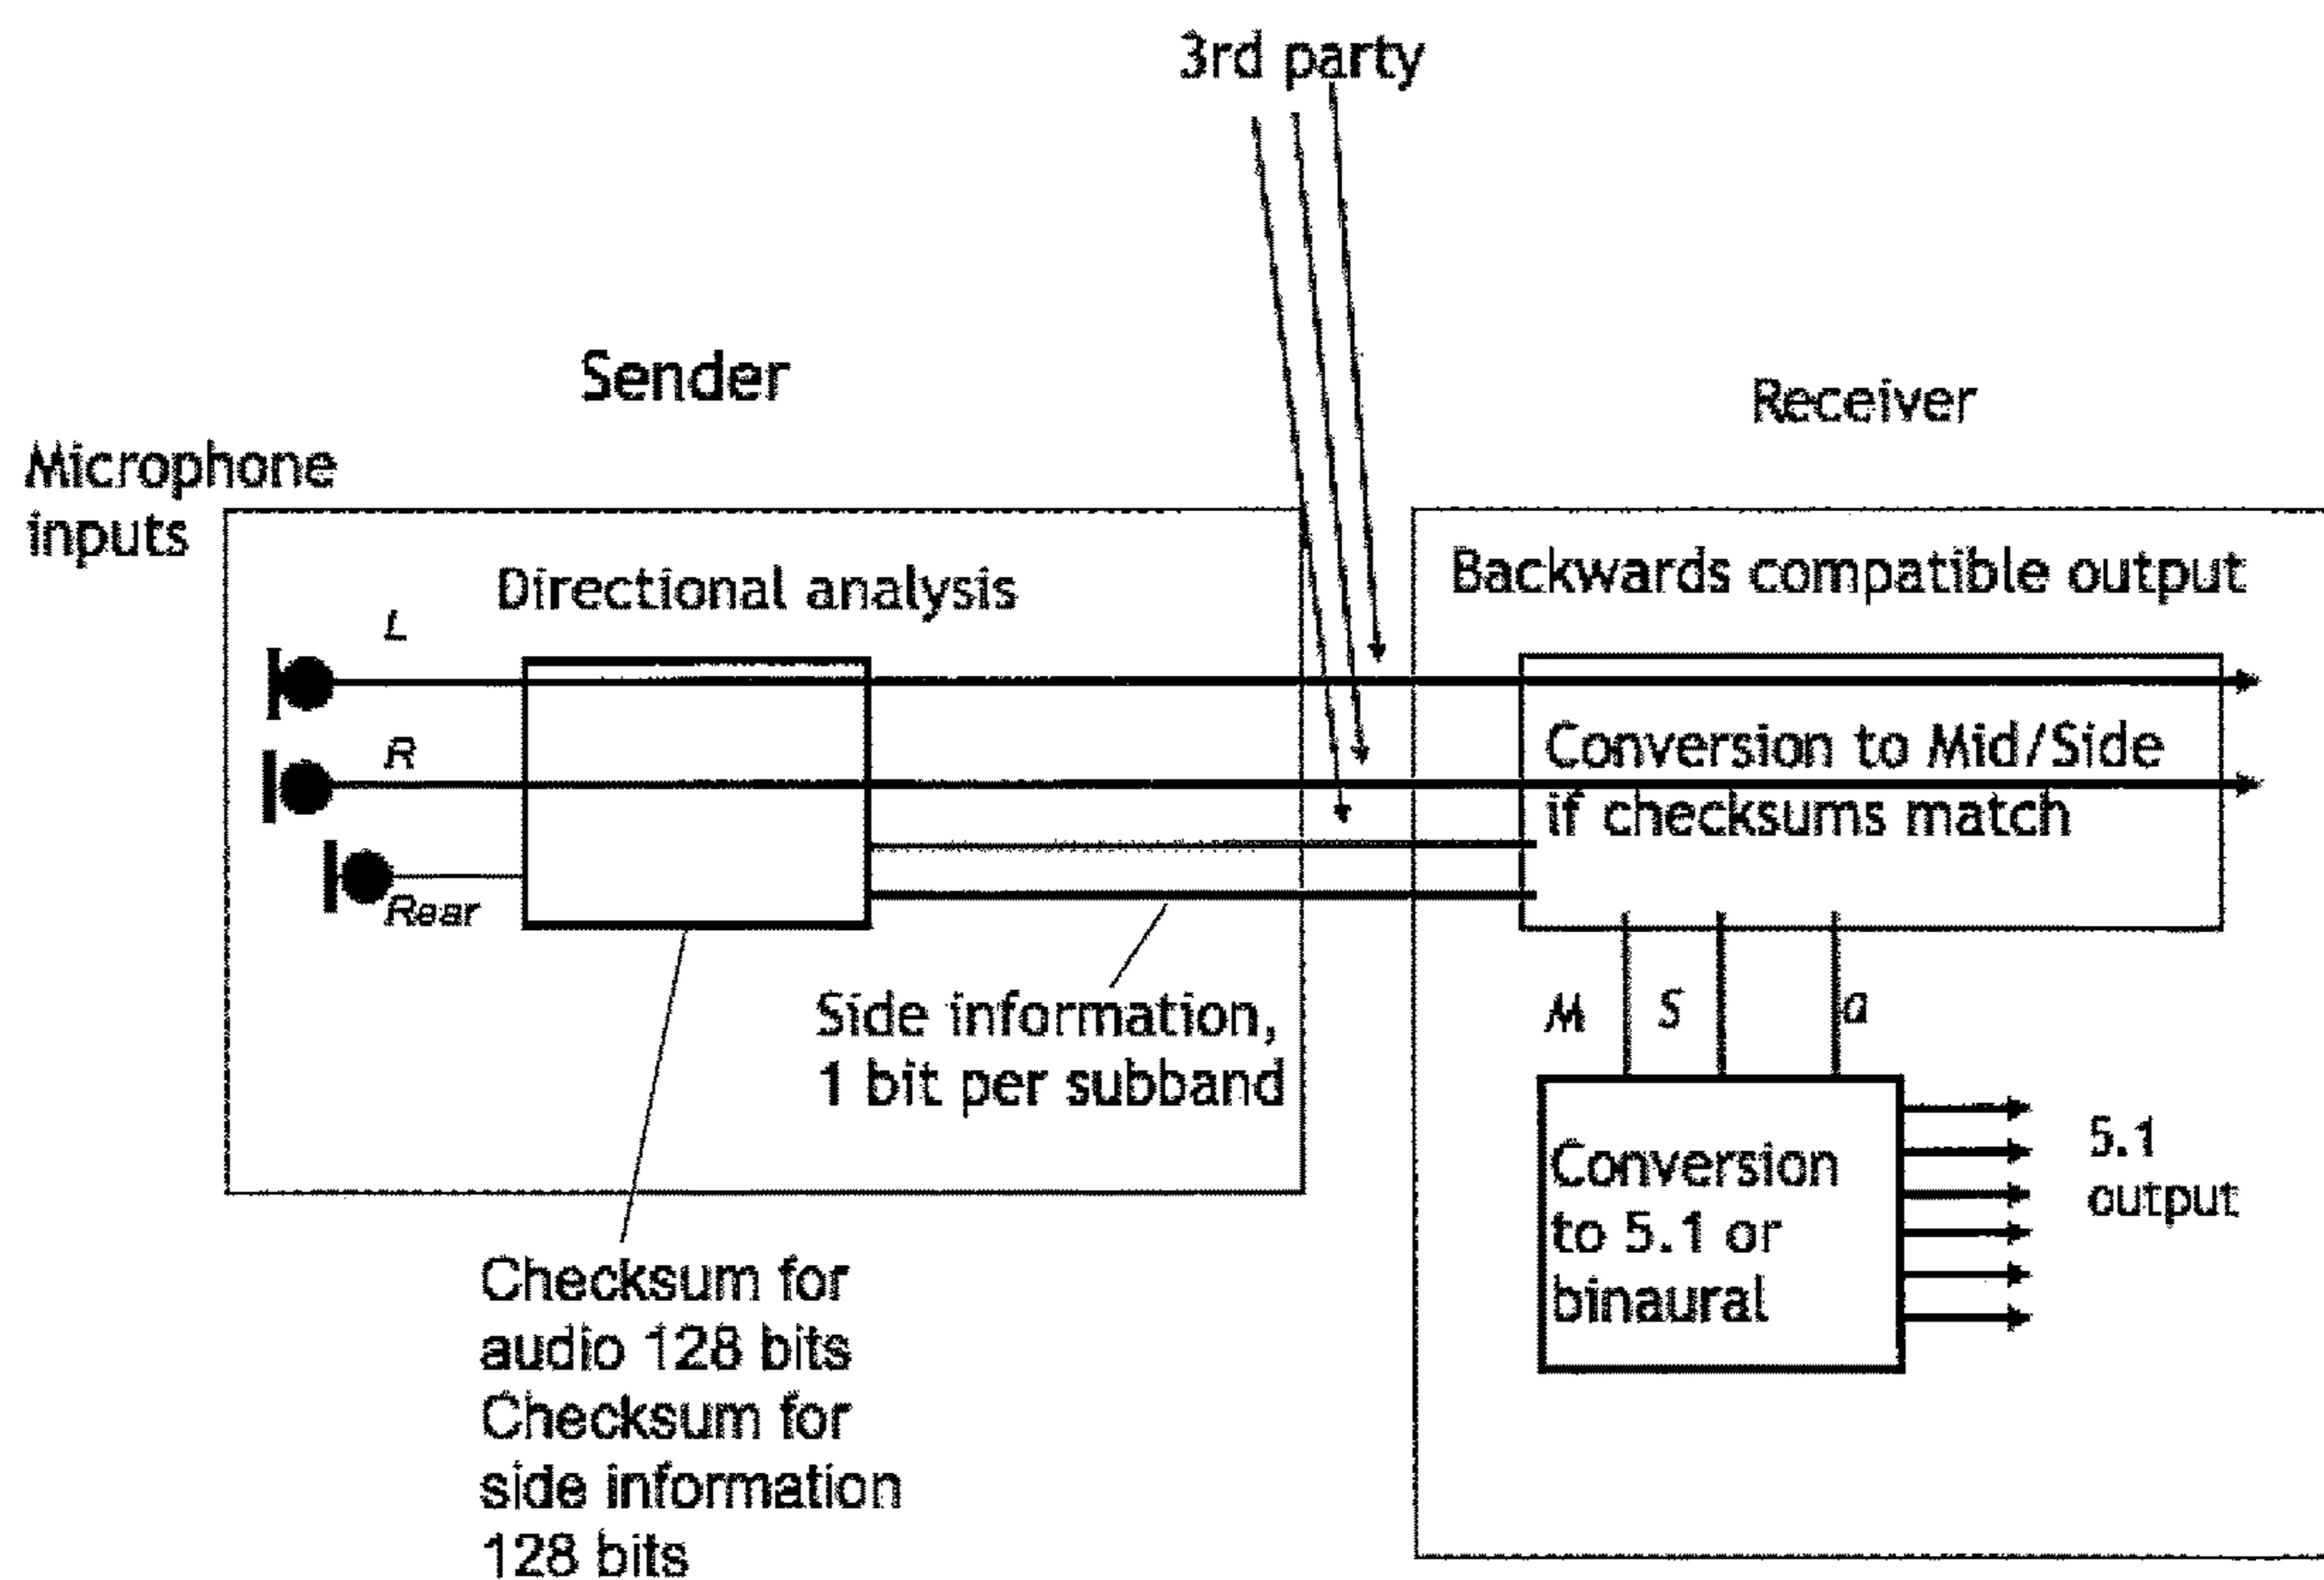 3rd party
Sender
Receiver
Microphone
inputs
Directional analysis
Backwards compatible output
L
R
Rear
Conversion to Mid/Side
if checksums match
Side information,
1 bit per subband
M
S
a
Conversion
to 5.1 or
binaural
5.1
output
Checksum for
audio 128 bits
Checksum for
side information
128 bits